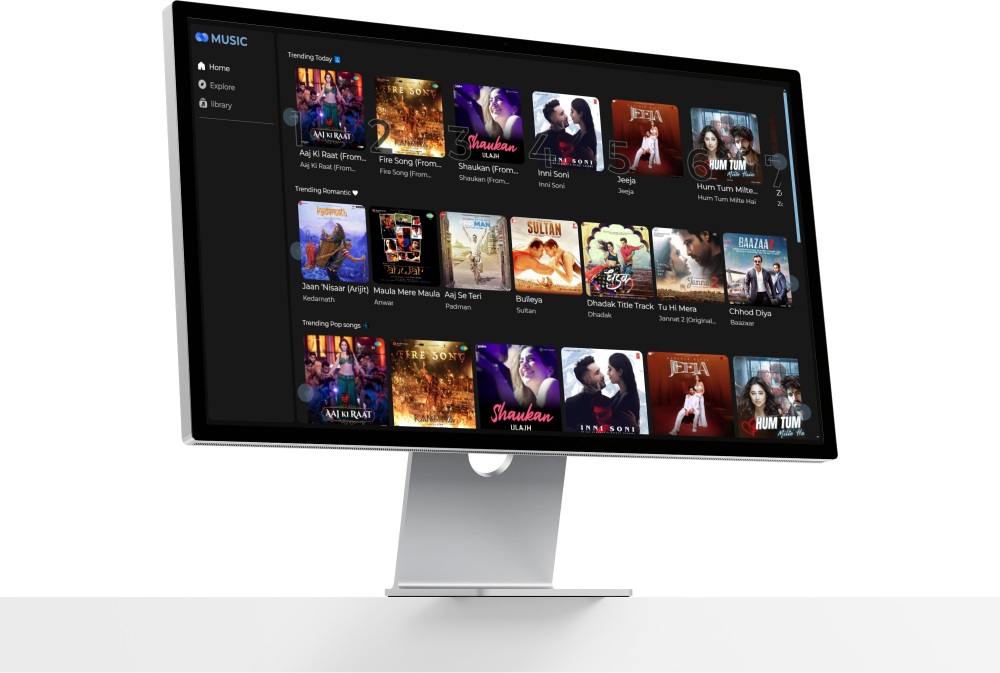 MUSIC
Home
Explore
library
Trending Today
1
2
3
4
5
6
7
AAJ KI RAAT
FIRE SONG
KANGUVA
Shaukan
ULAJH
INNI SONI
JEEJA
HUM TUM
Milte Hain
Aaj Ki Raat (From...
Aaj Ki Raat (From...
Fire Song (From...
Fire Song (From...
Shaukan (From...
Shaukan (From...
Inni Soni
Inni Soni
Jeeja
Jeeja
Hum Tum Milte...
Hum Tum Milte Hai
Trending Romantic
SULTAN
BAAZAAR
Jannat 2
Jaan 'Nisaar (Arijit)
Kedarnath
Maula Mere Maula
Anwar
Aaj Se Teri
Padman
Bulleya
Sultan
Dhadak Title Track
Dhadak
Tu Hi Mera
Jannat 2 (Original...
Chhod Diya
Baazaar
Trending Pop songs
AAJ KI RAAT
FIRE SONG
KANGUVA
Shaukan
ULAJH
INNI SONI
JEEJA
HUM TUM
Milte Ha